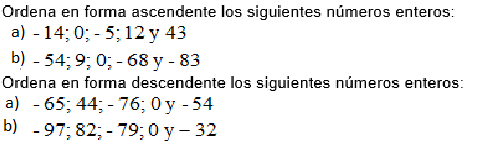 Ordena en forma ascendente los siguientes números enteros:
a) - 14; 0; - 5; 12 y 43
b) - 54; 9; 0; - 68 y - 83
Ordena en forma descendente los siguientes números enteros:
a) - 65; 44; - 76; 0 y - 54
b) - 97; 82; - 79; 0 y – 32